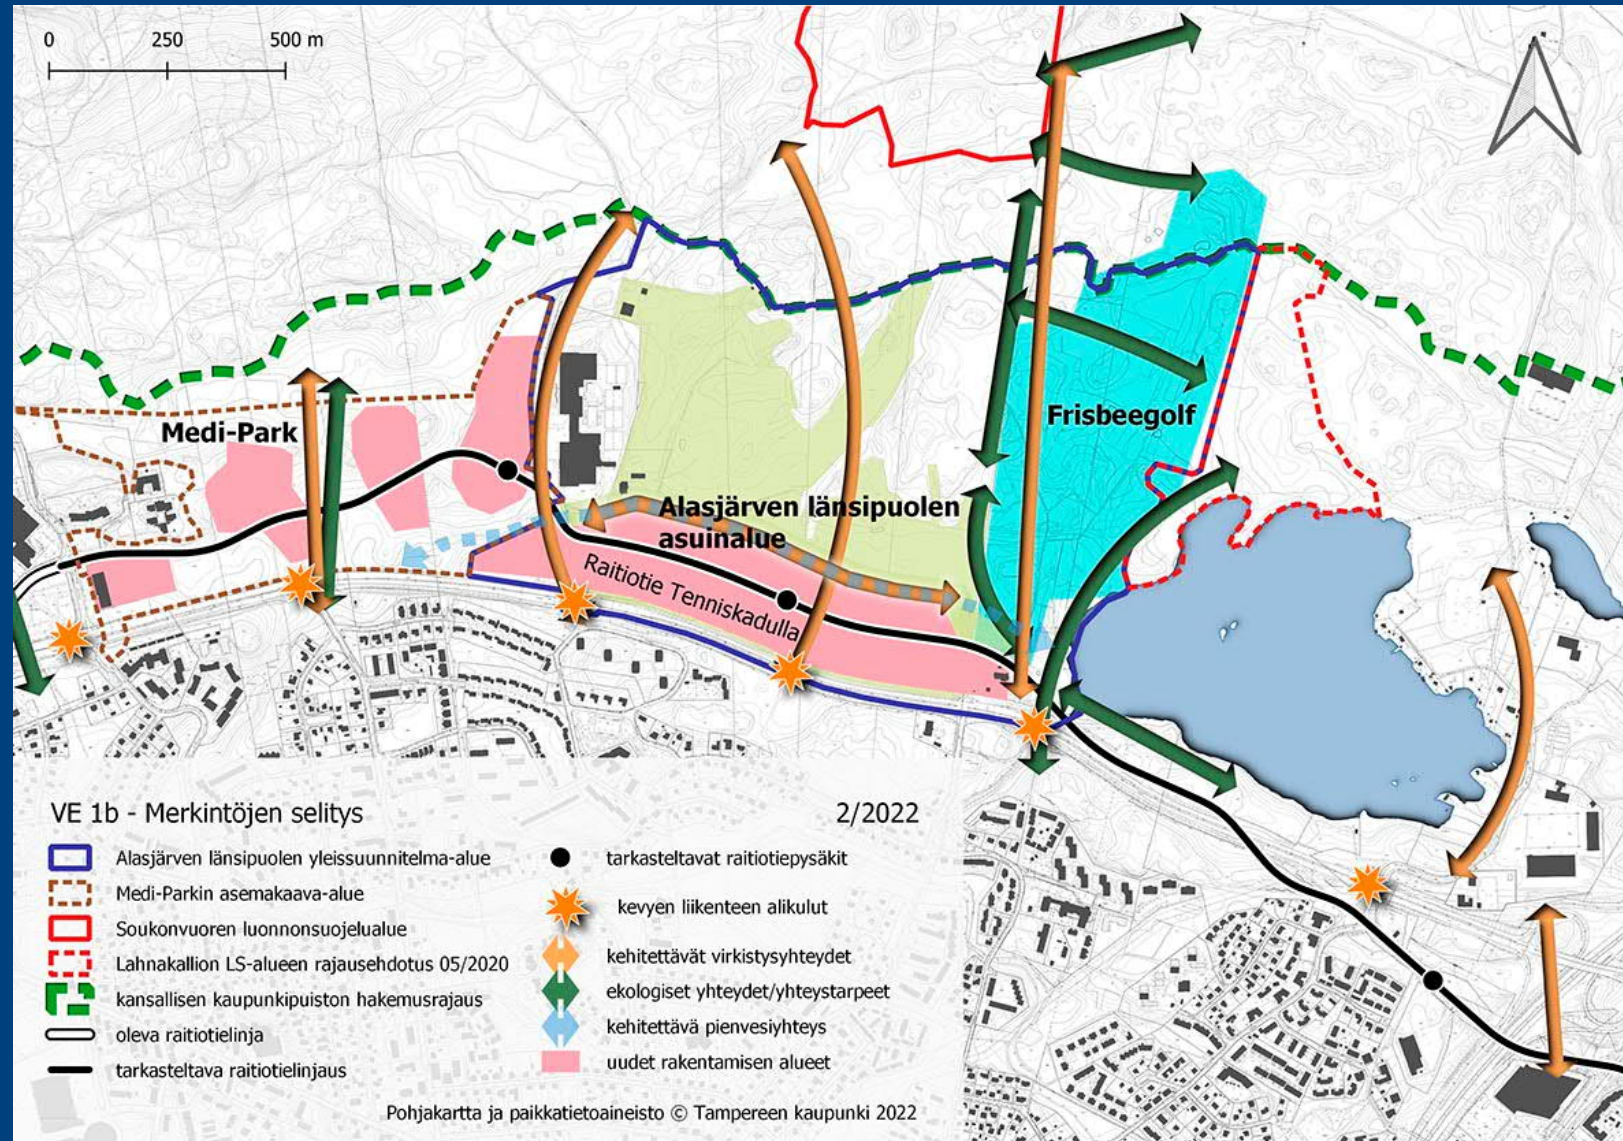 0 250 500 m
Medi-Park
Frisbeegolf
Alasjärven länsipuolen
asuinalue
Raitiotie Tenniskadulla
VE 1b - Merkintöjen selitys
2/2022
Alasjärven länsipuolen yleissuunnitelma-alue
Medi-Parkin asemakaava-alue
Soukonvuoren luonnonsuojelualue
Lahnakallion LS-alueen rajausehdotus 05/2020
kansallisen kaupunkipuiston hakemusrajaus
oleva raitiotielinja
tarkasteltava raitiotielinjaus
tarkasteltavat raitiotiepysäkit
kevyen liikenteen alikulut
kehitettävät virkistysyhteydet
ekologiset yhteydet/yhteystarpeet
kehitettävä pienvesiyhteys
uudet rakentamisen alueet
Pohjakartta ja paikkatietoaineisto © Tampereen kaupunki 2022